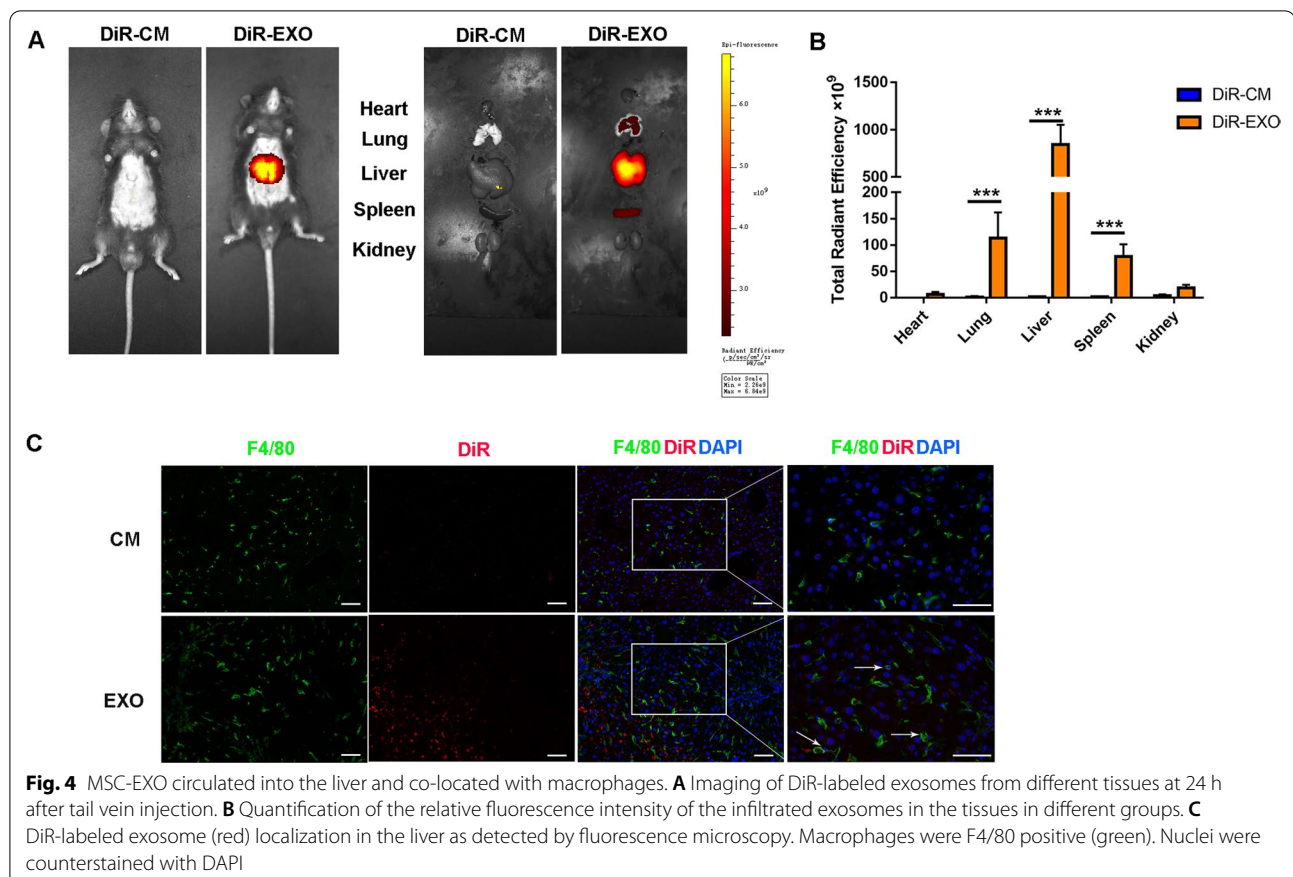 A
DiR-CM
DiR-EXO
DiR-CM
DiR-EXO
Heart
Lung
Liver
Spleen
Kidney
Epi-fluorescence
6.0
5.0
×10⁹
4.0
3.0
Radiant Efficiency
(p/sec/cm²/sr
µW/cm²
Color Scale
Min = 2.26e9
Max = 6.84e9
B
Total Radiant Efficiency ×10⁹
1500
1000
500
200
150
100
50
0
***
***
***
DiR-CM
DiR-EXO
Heart
Lung
Liver
Spleen
Kidney
C
F4/80
DiR
F4/80 DiR DAPI
F4/80 DiR DAPI
CM
EXO
Fig. 4 MSC-EXO circulated into the liver and co-located with macrophages. A Imaging of DiR-labeled exosomes from different tissues at 24 h
after tail vein injection. B Quantification of the relative fluorescence intensity of the infiltrated exosomes in the tissues in different groups. C
DiR-labeled exosome (red) localization in the liver as detected by fluorescence microscopy. Macrophages were F4/80 positive (green). Nuclei were
counterstained with DAPI